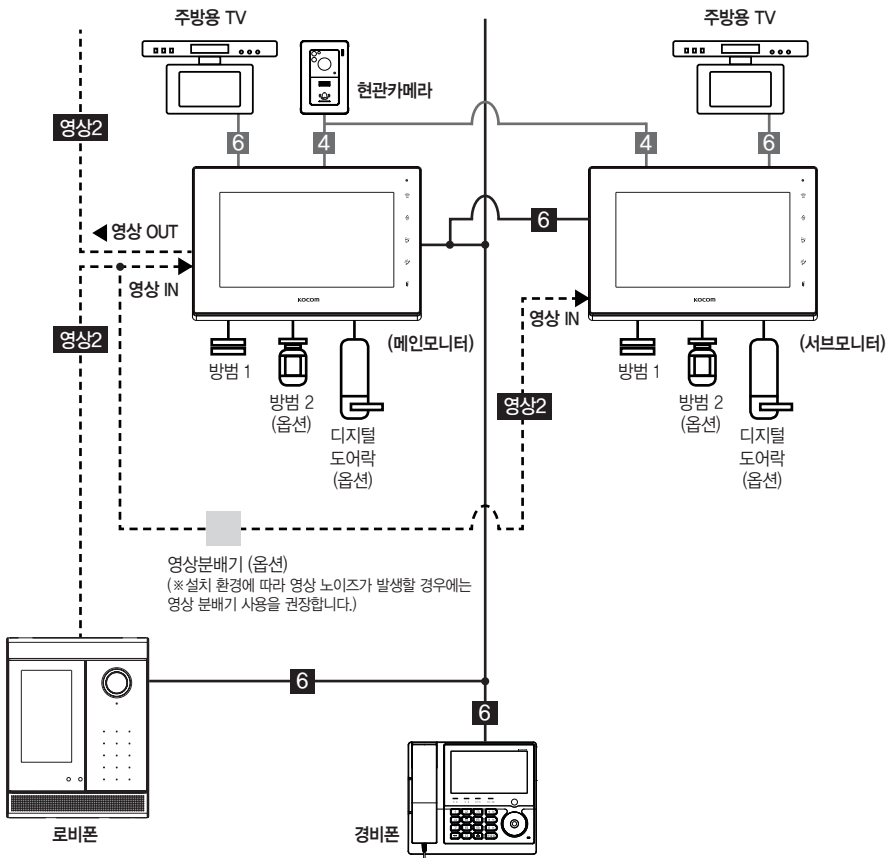 주방용 TV
주방용 TV
현관카메라
영상2
6
4
4
6
영상 OUT
6
영상 IN
KOCOM
KOCOM
영상2
영상 IN
(메인모니터)
(서브모니터)
방범 1
방범 1
방범 2
(옵션)
영상2
방범 2
(옵션)
디지털
도어락
(옵션)
디지털
도어락
(옵션)
영상분배기 (옵션)
(※설치 환경에 따라 영상 노이즈가 발생할 경우에는
영상 분배기 사용을 권장합니다.)
6
6
로비폰
경비폰